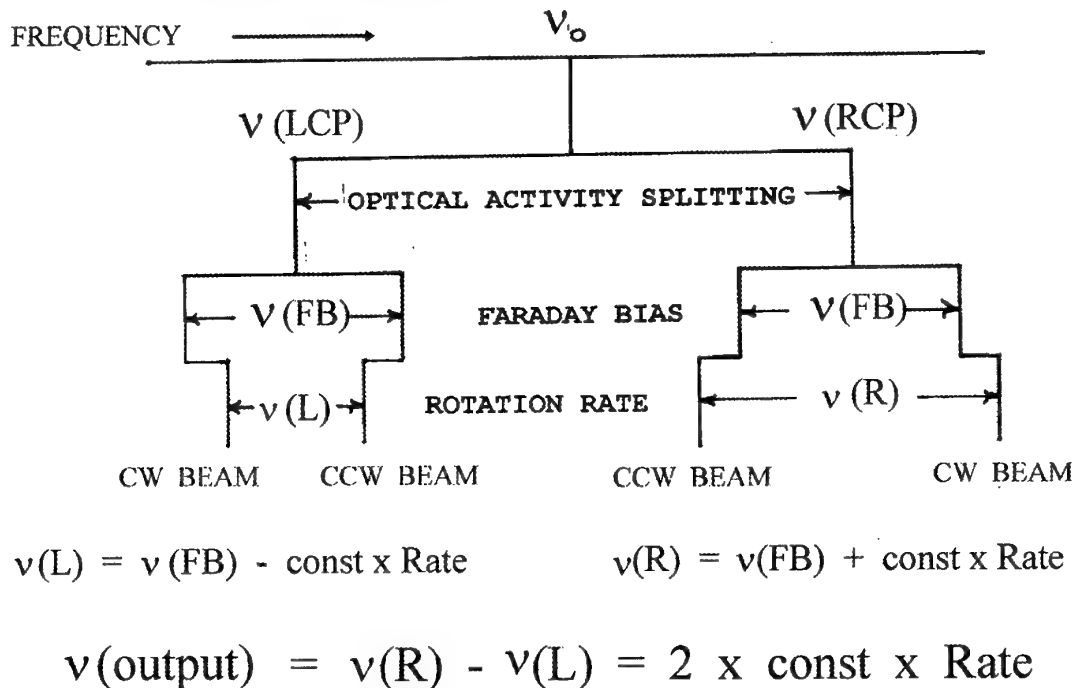 FREQUENCY
ν₀
ν(LCP) ν(RCP)
OPTICAL ACTIVITY SPLITTING
ν(FB) FARADAY BIAS ν(FB)
ν(L) ROTATION RATE ν(R)
CW BEAM CCW BEAM CCW BEAM CW BEAM
ν(L) = ν(FB) - const x Rate ν(R) = ν(FB) + const x Rate
ν(output) = ν(R) - ν(L) = 2 x const x Rate